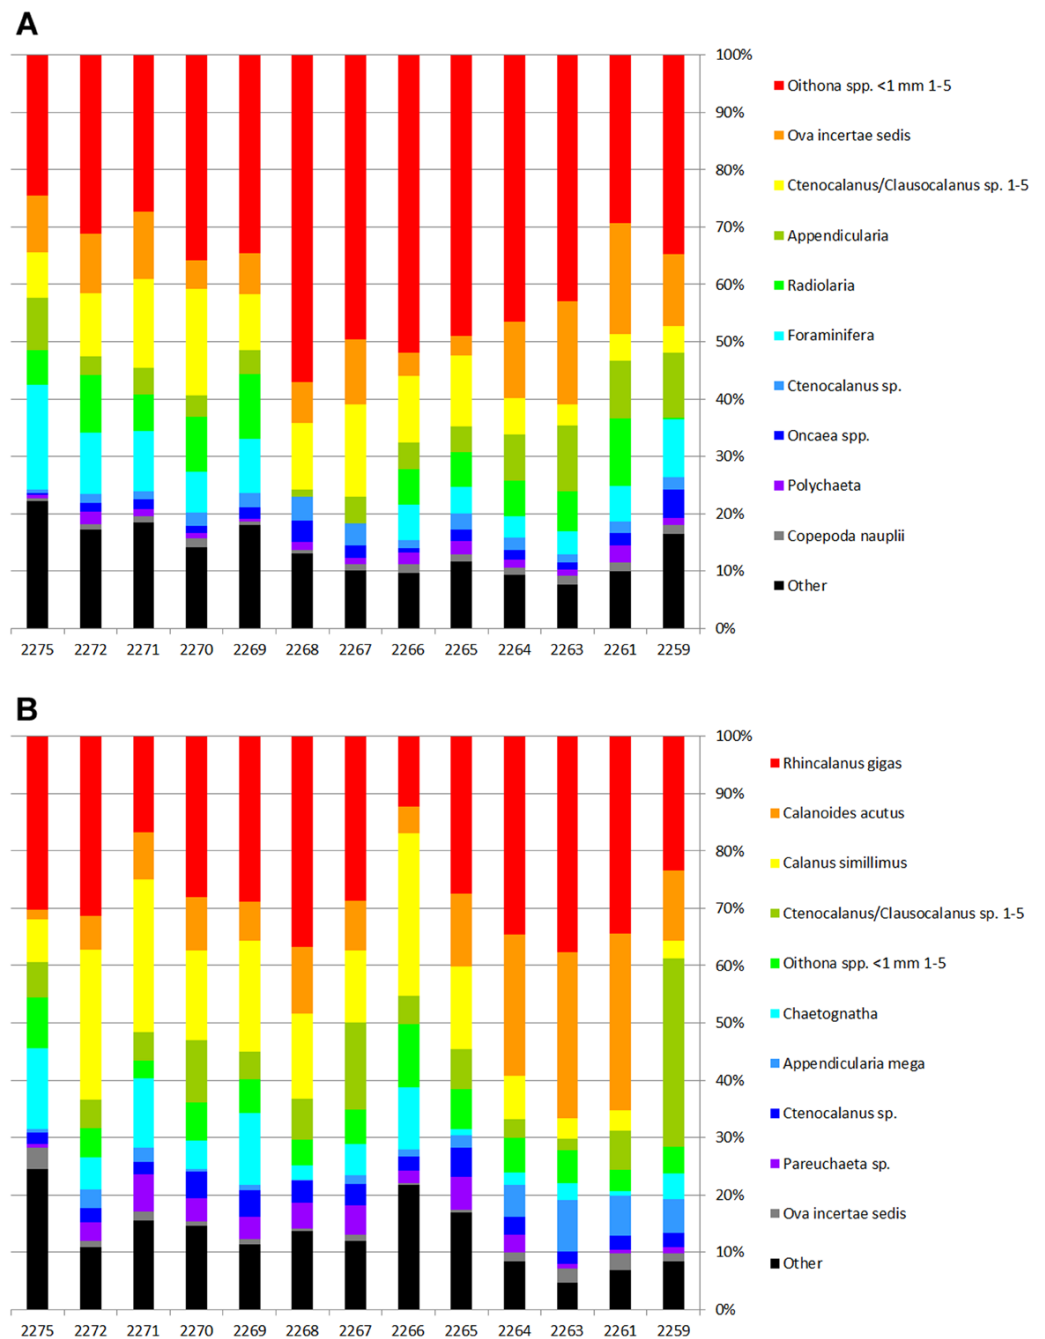 A
100%
90%
80%
70%
60%
50%
40%
30%
20%
10%
0%
Oithona spp. <1 mm 1-5
Ova incertae sedis
Ctenocalanus/Clausocalanus sp. 1-5
Appendicularia
Radiolaria
Foraminifera
Ctenocalanus sp.
Oncaea spp.
Polychaeta
Copepoda nauplii
Other
2275 2272 2271 2270 2269 2268 2267 2266 2265 2264 2263 2261 2259
B
100%
90%
80%
70%
60%
50%
40%
30%
20%
10%
0%
Rhincalanus gigas
Calanoides acutus
Calanus simillimus
Ctenocalanus/Clausocalanus sp. 1-5
Oithona spp. <1 mm 1-5
Chaetognatha
Appendicularia mega
Ctenocalanus sp.
Pareuchaeta sp.
Ova incertae sedis
Other
2275 2272 2271 2270 2269 2268 2267 2266 2265 2264 2263 2261 2259